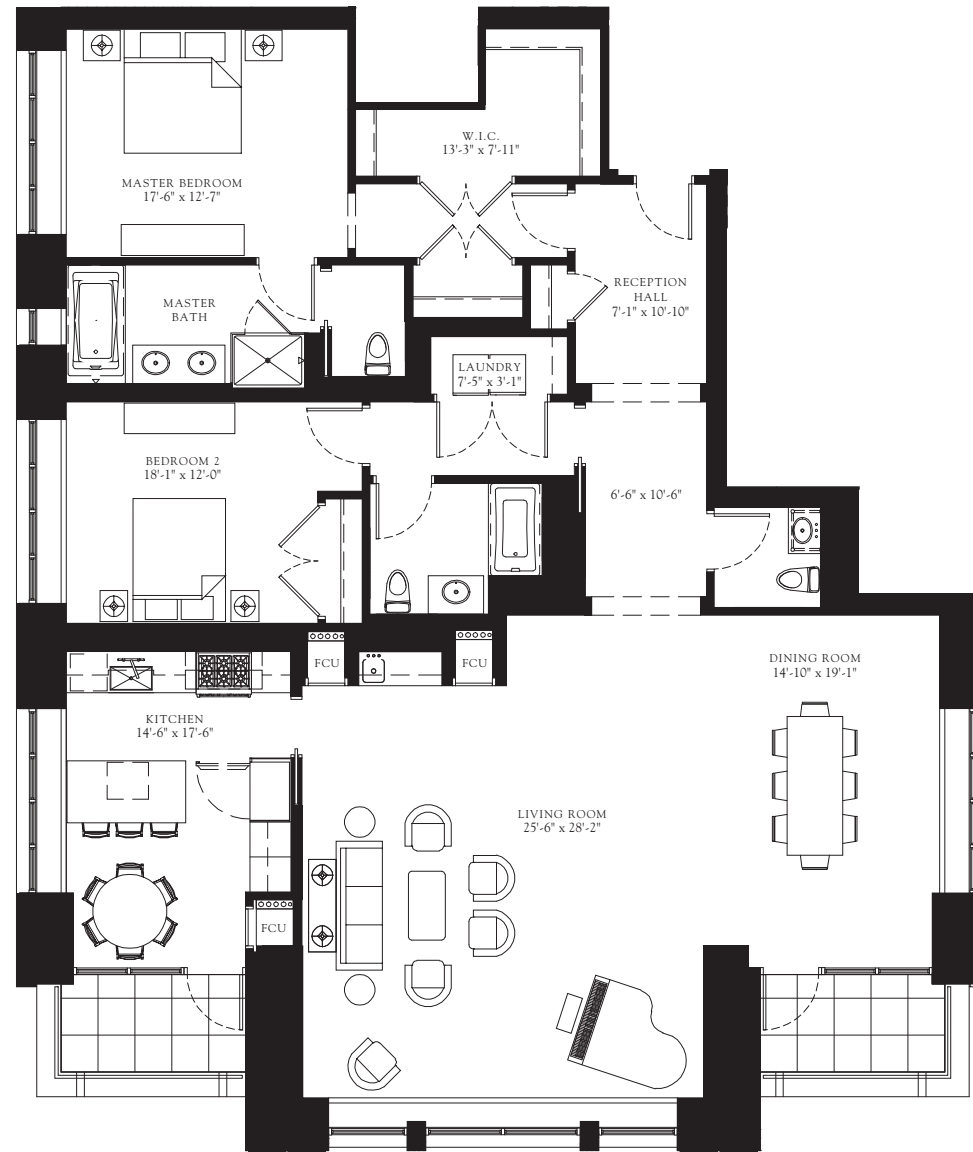 W.I.C.
13'-3" x 7'-11"
MASTER BEDROOM
17'-6" x 12'-7"
RECEPTION
HALL
7'-1" x 10'-10"
MASTER
BATH
LAUNDRY
7'-5" x 3'-1"
BEDROOM 2
18'-1" x 12'-0"
6'-6" x 10'-6"
FCU
FCU
DINING ROOM
14'-10" x 19'-1"
KITCHEN
14'-6" x 17'-6"
LIVING ROOM
25'-6" x 28'-2"
FCU